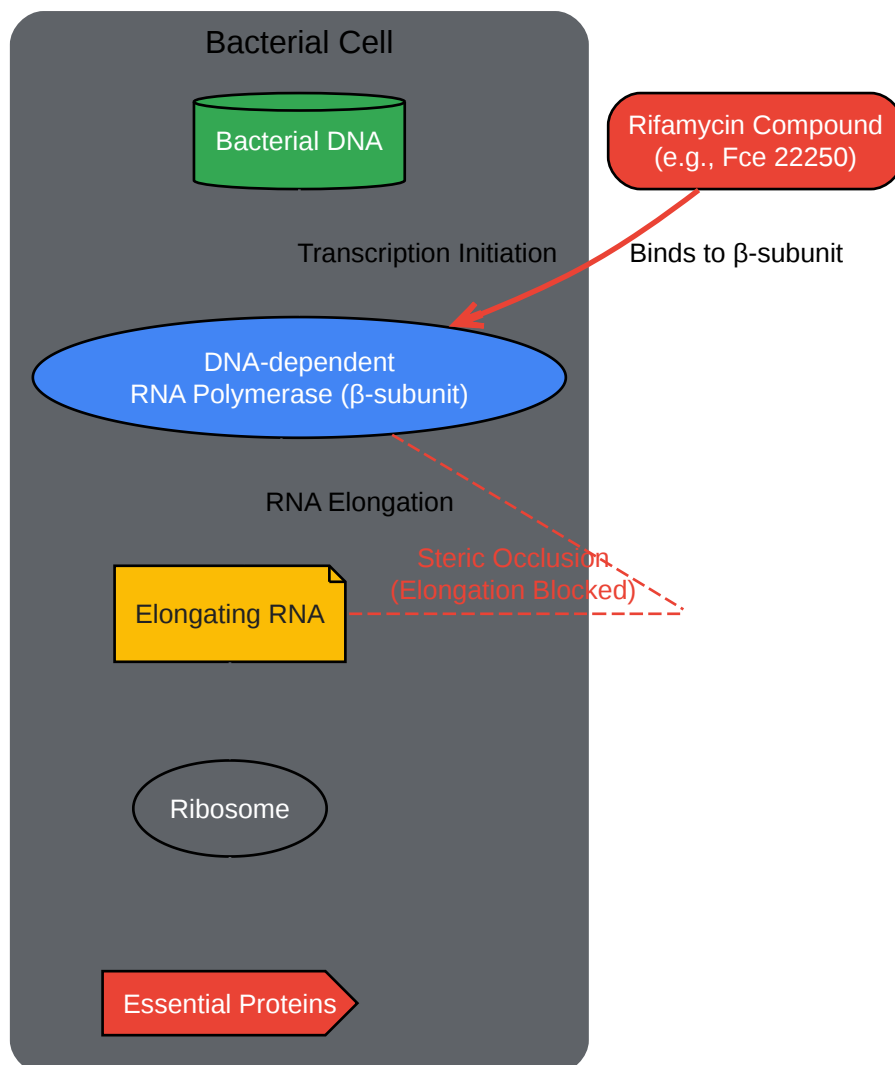 Bacterial Cell
Bacterial DNA
Rifamycin Compound
(e.g., Fce 22250)
Transcription Initiation
Binds to β-subunit
DNA-dependent
RNA Polymerase (β-subunit)
RNA Elongation
Steric Occlusion
(Elongation Blocked)
Elongating RNA
Ribosome
Essential Proteins